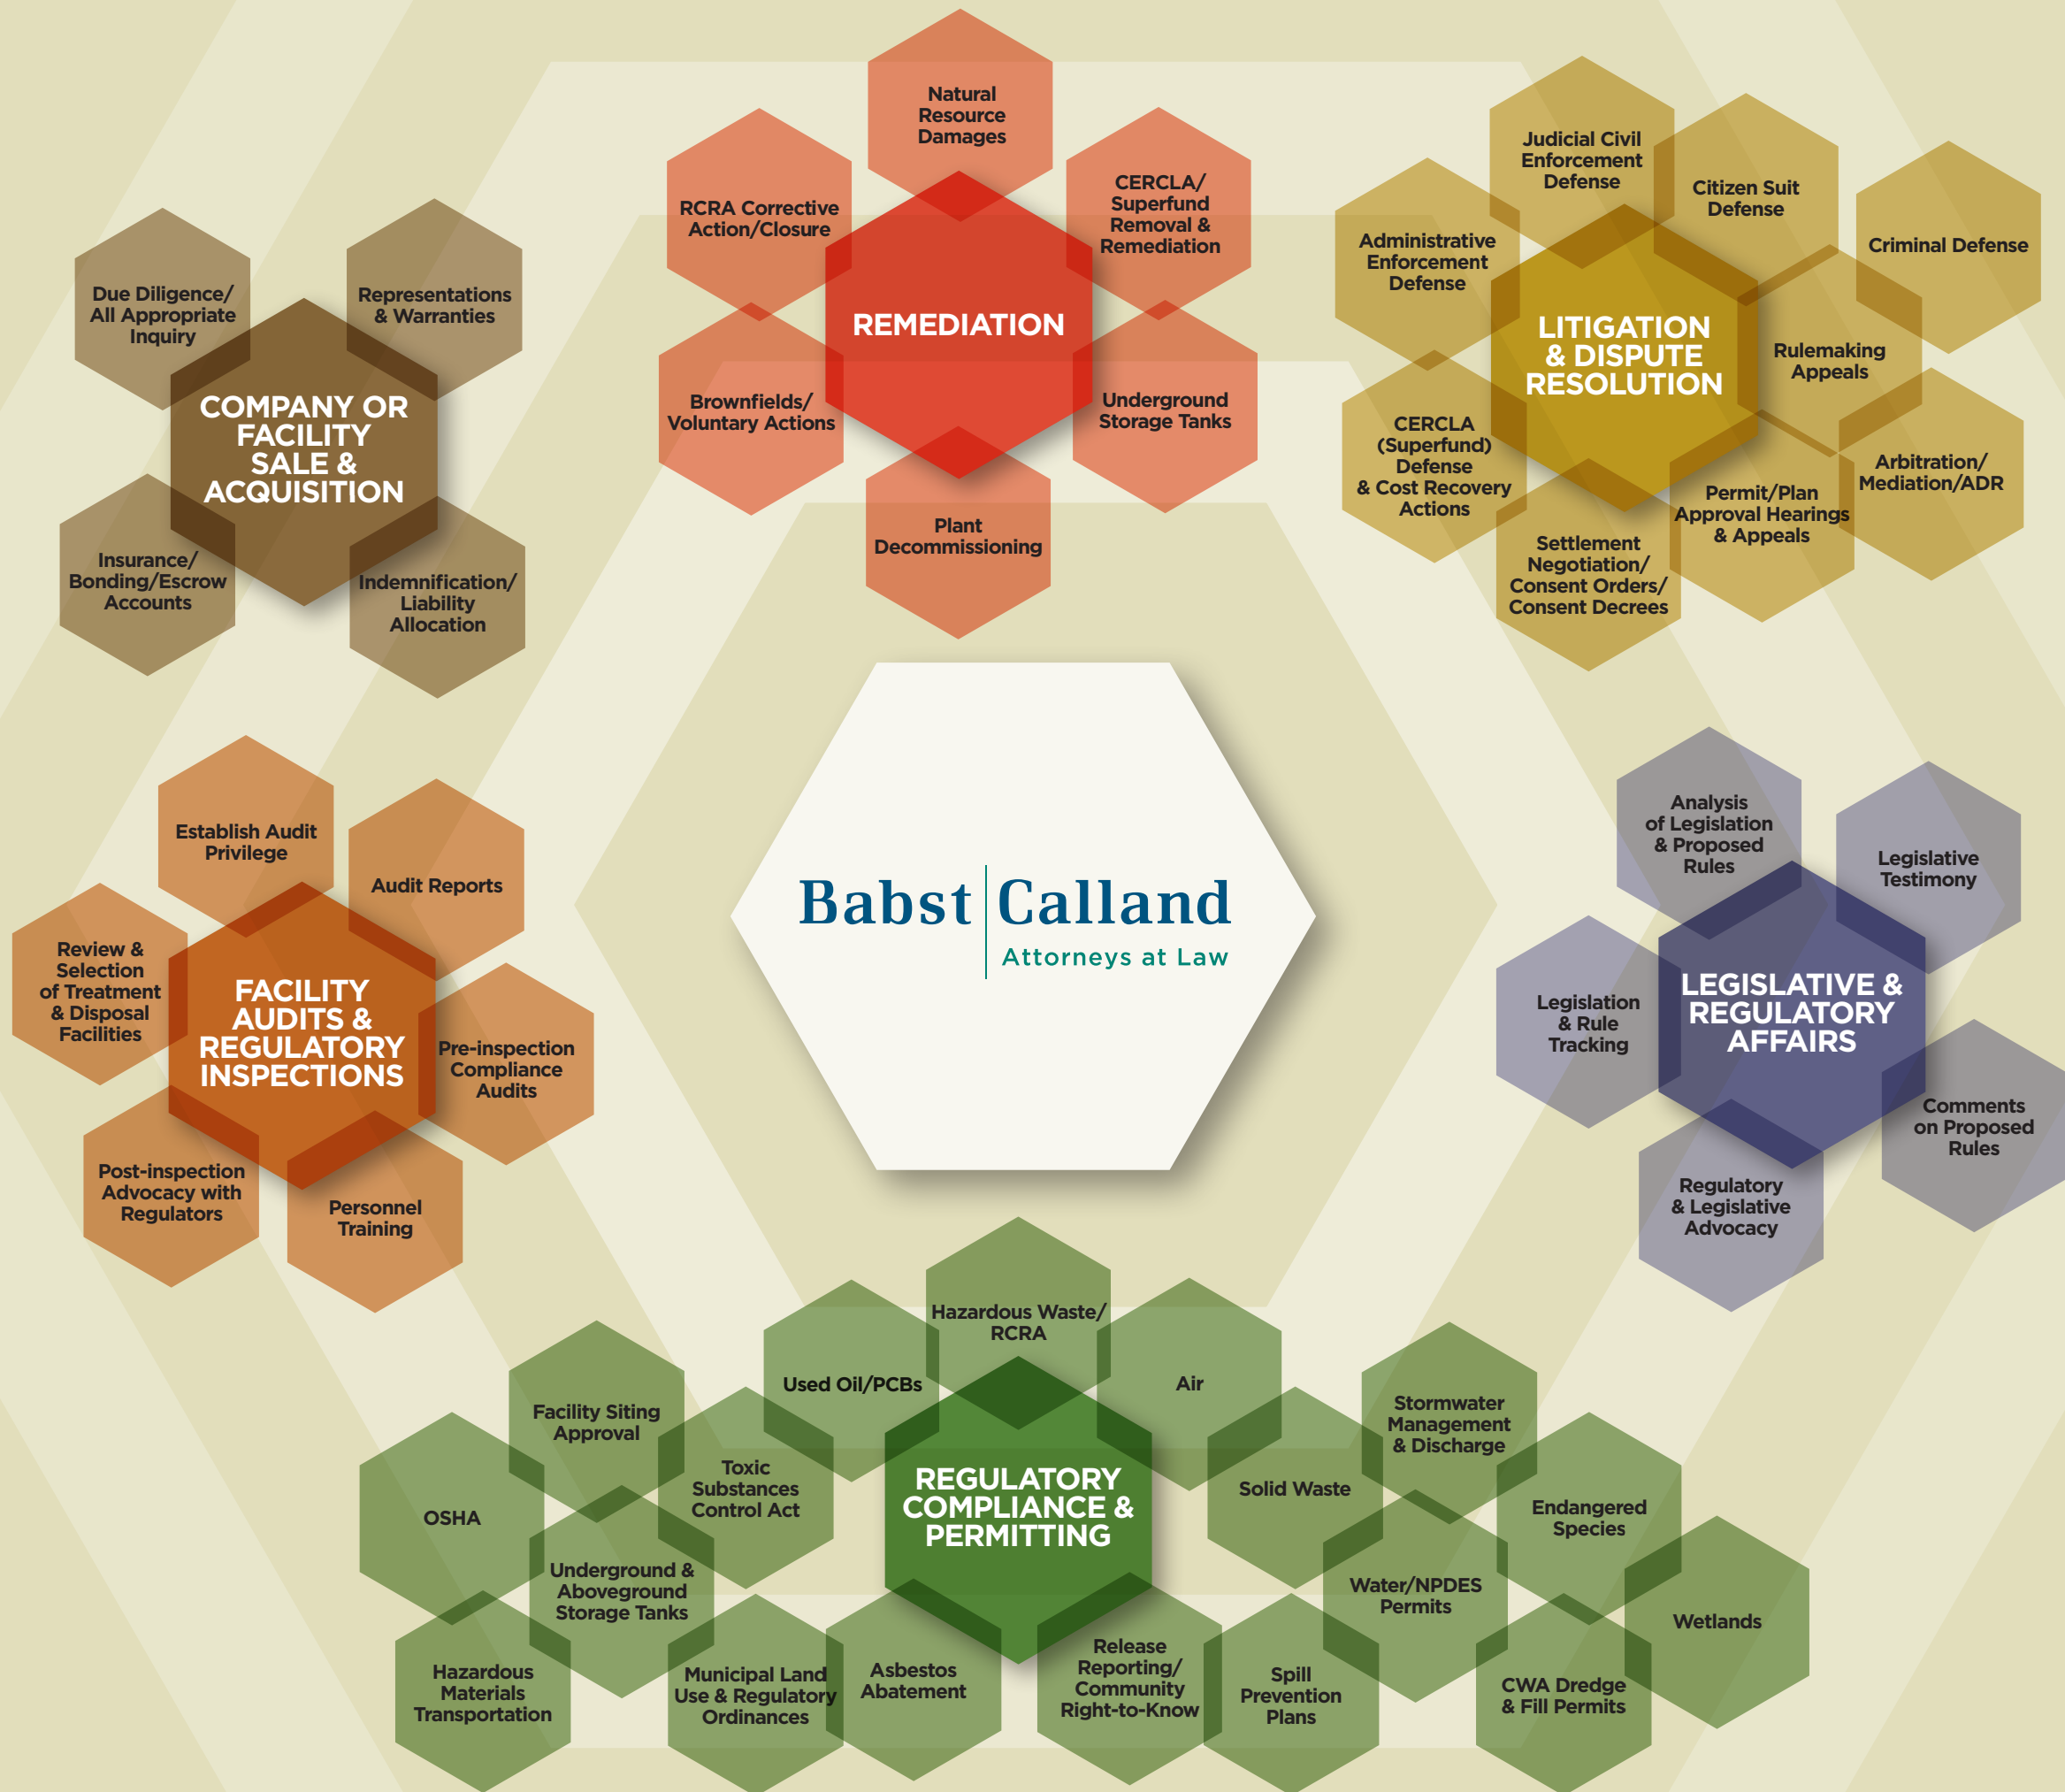 Natural
Resource
Damages
RCRA Corrective
Action/Closure
CERCLA/
Superfund
Removal &
Remediation
REMEDIATION
Brownfields/
Voluntary Actions
Underground
Storage Tanks
Plant
Decommissioning
Judicial Civil
Enforcement
Defense
Citizen Suit
Defense
Criminal Defense
Administrative
Enforcement
Defense
LITIGATION
& DISPUTE
RESOLUTION
Rulemaking
Appeals
CERCLA
(Superfund)
Defense
& Cost Recovery
Actions
Arbitration/
Mediation/ADR
Permit/Plan
Approval Hearings
& Appeals
Settlement
Negotiation/
Consent Orders/
Consent Decrees
Due Diligence/
All Appropriate
Inquiry
Representations
& Warranties
COMPANY OR
FACILITY
SALE &
ACQUISITION
Insurance/
Bonding/Escrow
Accounts
Indemnification/
Liability
Allocation
Babst Calland
Attorneys at Law
Establish Audit
Privilege
Audit Reports
Review &
Selection
of Treatment
& Disposal
Facilities
FACILITY
AUDITS &
REGULATORY
INSPECTIONS
Pre-inspection
Compliance
Audits
Post-inspection
Advocacy with
Regulators
Personnel
Training
Analysis
of Legislation
& Proposed
Rules
Legislative
Testimony
Legislation
& Rule
Tracking
LEGISLATIVE &
REGULATORY
AFFAIRS
Comments
on Proposed
Rules
Regulatory
& Legislative
Advocacy
Hazardous Waste/
RCRA
Used Oil/PCBs
Air
Facility Siting
Approval
Stormwater
Management
& Discharge
Toxic
Substances
Control Act
REGULATORY
COMPLIANCE &
PERMITTING
Solid Waste
OSHA
Endangered
Species
Underground &
Aboveground
Storage Tanks
Water/NPDES
Permits
Wetlands
Hazardous
Materials
Transportation
Municipal Land
Use & Regulatory
Ordinances
Asbestos
Abatement
Release
Reporting/
Community
Right-to-Know
Spill
Prevention
Plans
CWA Dredge
& Fill Permits